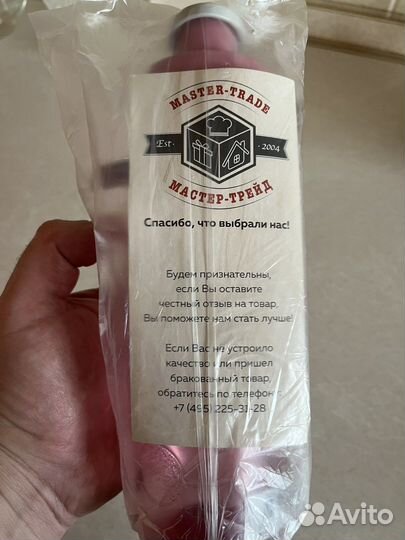 MASTER-TRADE
Est · 2004
МАСТЕР-ТРЕЙД
Спасибо, что выбрали нас!
Будем признательны,
если Вы оставите
честный отзыв на товар.
Вы поможете нам стать лучше!
Если Вас не устроило
качество или пришел
бракованный товар,
обратитесь по телефону:
+7 (495) 225-31-28
Avito